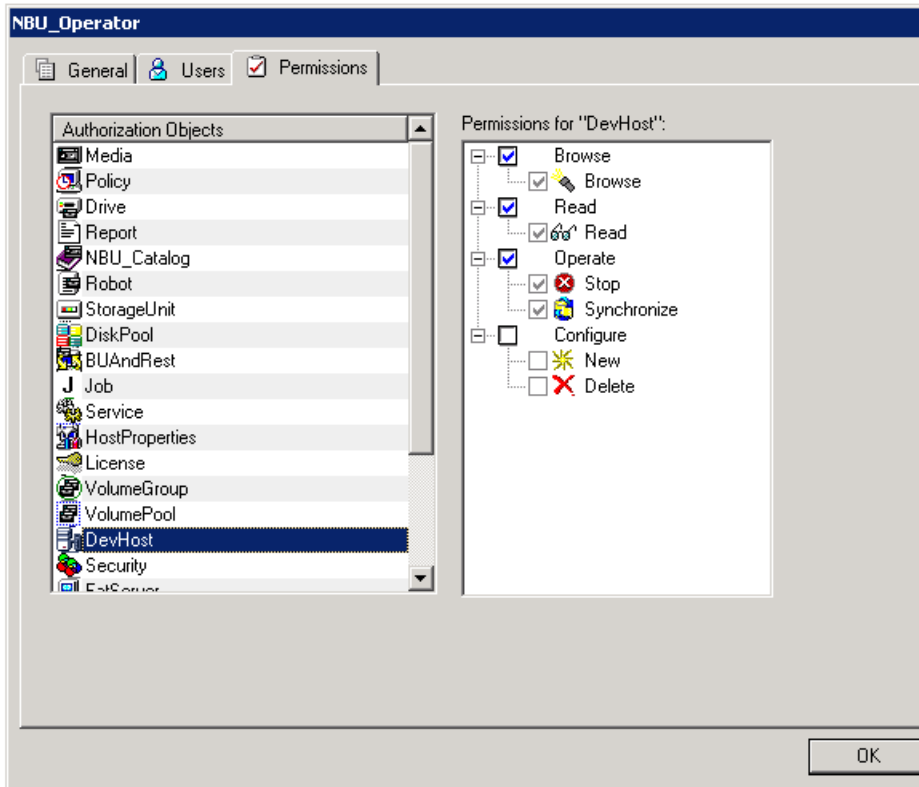 NBU_Operator
General Users Permissions
Authorization Objects
Media
Policy
Drive
Report
NBU_Catalog
Robot
StorageUnit
DiskPool
BUAndRest
J Job
Service
HostProperties
License
VolumeGroup
VolumePool
DevHost
Security
Permissions for "DevHost":
Browse
Browse
Read
Read
Operate
Stop
Synchronize
Configure
New
Delete
OK